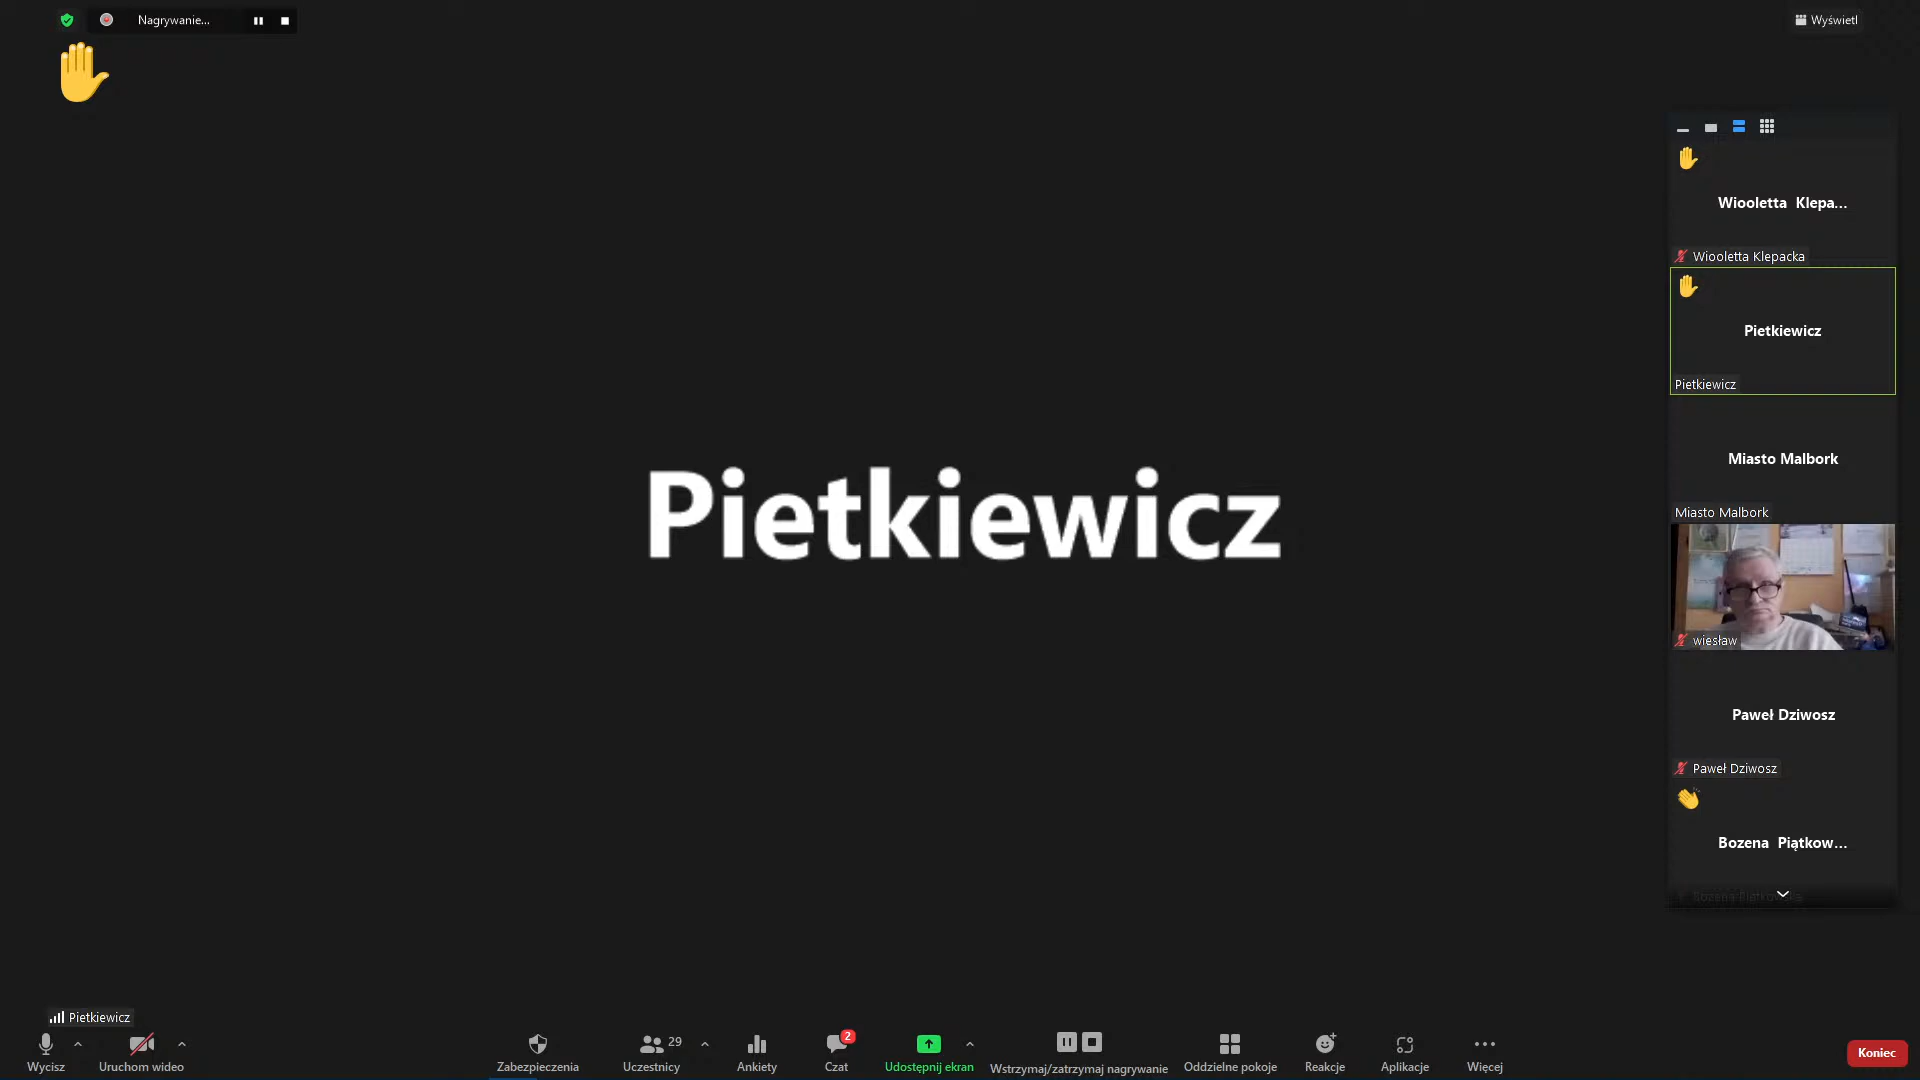 Nagrywanie...
Wyświetl
Wiooletta Klepa...
Wiooletta Klepacka
Pietkiewicz
Pietkiewicz
Miasto Malbork
Miasto Malbork
wiesław
Paweł Dziwosz
Paweł Dziwosz
Bozena Piątkow...
Bozena Piątkowska
Pietkiewicz
Pietkiewicz
Wycisz
Uruchom wideo
Zabezpieczenia
29
Uczestnicy
Ankiety
2
Czat
Udostępnij ekran
Wstrzymaj/zatrzymaj nagrywanie
Oddzielne pokoje
Reakcje
Aplikacje
Więcej
Koniec